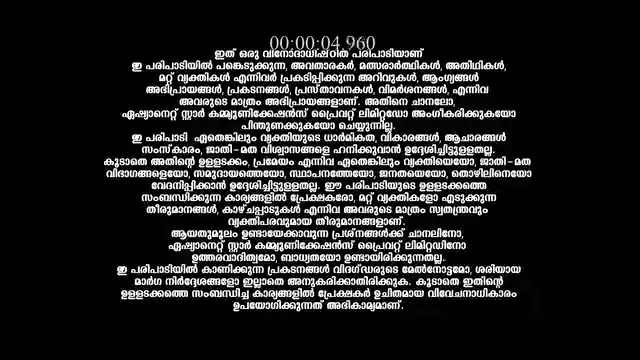 00:00:04.960
ഇത് ഒരു വിനോദാധിഷ്ഠിത പരിപാടിയാണ്
ഈ പരിപാടിയിൽ പങ്കെടുക്കുന്ന, അവതാരകർ, മത്സരാർത്ഥികൾ, അതിഥികൾ,
മറ്റ് വ്യക്തികൾ എന്നിവർ പ്രകടിപ്പിക്കുന്ന അറിവുകൾ, ആംഗ്യങ്ങൾ
അഭിപ്രായങ്ങൾ, പ്രകടനങ്ങൾ, പ്രസ്താവനകൾ, വിമർശനങ്ങൾ, എന്നിവ
അവരുടെ മാത്രം അഭിപ്രായങ്ങളാണ്. അതിനെ ചാനലോ,
ഏഷ്യാനെറ്റ് സ്റ്റാർ കമ്മ്യൂണിക്കേഷൻസ് പ്രൈവറ്റ് ലിമിറ്റഡോ അംഗീകരിക്കുകയോ
പിന്തുണക്കുകയോ ചെയ്യുന്നില്ല.
ഈ പരിപാടി ഏതെങ്കിലും വ്യക്തിയുടെ ധാർമികത, വികാരങ്ങൾ, ആചാരങ്ങൾ
സംസ്കാരം, ജാതി-മത വിശ്വാസങ്ങളെ ഹനിക്കുവാൻ ഉദ്ദേശിച്ചിട്ടുള്ളതല്ല.
കൂടാതെ അതിന്റെ ഉള്ളടക്കം, പ്രമേയം എന്നിവ ഏതെങ്കിലും വ്യക്തിയെയോ, ജാതി-മത
വിഭാഗങ്ങളെയോ, സമുദായത്തെയോ, സ്ഥാപനത്തേയോ, ജനതയെയോ, തൊഴിലിനെയോ
വേദനിപ്പിക്കാൻ ഉദ്ദേശിച്ചിട്ടുള്ളതല്ല. ഈ പരിപാടിയുടെ ഉള്ളടക്കത്തെ
സംബന്ധിക്കുന്ന കാര്യങ്ങളിൽ പ്രേക്ഷകരോ, മറ്റ് വ്യക്തികളോ എടുക്കുന്ന
തീരുമാനങ്ങൾ, കാഴ്ചപ്പാടുകൾ എന്നിവ അവരുടെ മാത്രം സ്വതന്ത്രവും
വ്യക്തിപരവുമായ തീരുമാനങ്ങളാണ്.
ആയതുമൂലം ഉണ്ടായേക്കാവുന്ന പ്രശ്നങ്ങൾക്ക് ചാനലിനോ,
ഏഷ്യാനെറ്റ് സ്റ്റാർ കമ്മ്യൂണിക്കേഷൻസ് പ്രൈവറ്റ് ലിമിറ്റഡിനോ
ഉത്തരവാദിത്വമോ, ബാധ്യതയോ ഉണ്ടായിരിക്കുന്നതല്ല.
ഈ പരിപാടിയിൽ കാണിക്കുന്ന പ്രകടനങ്ങൾ വിദഗ്ദ്ധരുടെ മേൽനോട്ടമോ, ശരിയായ
മാർഗ നിർദ്ദേശങ്ങളോ ഇല്ലാതെ അനുകരിക്കാതിരിക്കുക. കൂടാതെ ഇതിന്റെ
ഉള്ളടക്കത്തെ സംബന്ധിച്ച കാര്യങ്ങളിൽ പ്രേക്ഷകർ ഉചിതമായ വിവേചനാധികാരം
ഉപയോഗിക്കുന്നത് അഭികാമ്യമാണ്.